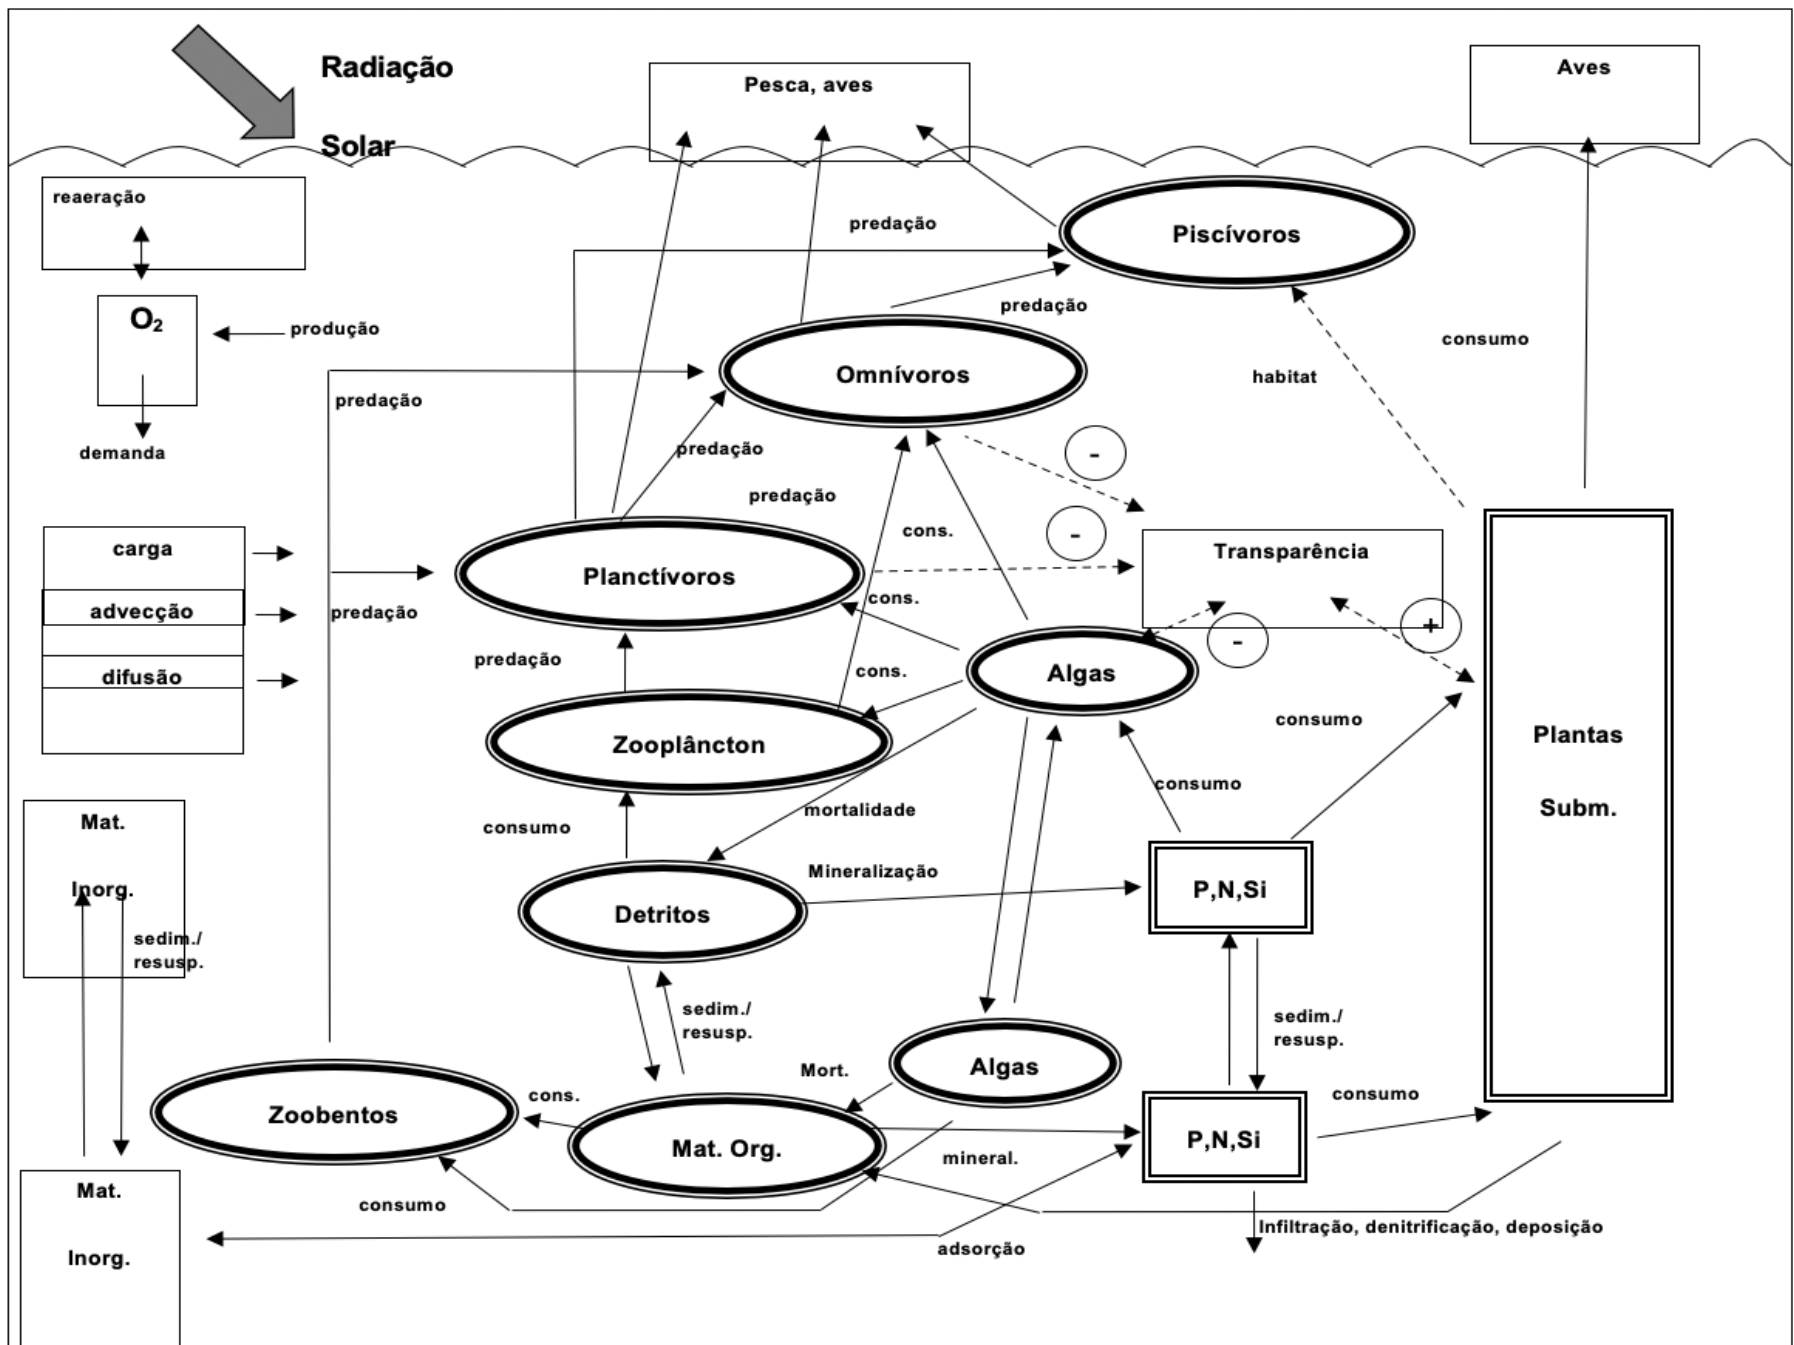 Radiação
Solar
Pesca, aves
Aves
reaeração
O₂
produção
demanda
predação
Piscívoros
predação
Omnívoros
consumo
habitat
predação
predação
predação
-
-
cons.
Transparência
carga
advecção
difusão
predação
Planctívoros
cons.
-
+
predação
cons.
Algas
consumo
Zooplâncton
Plantas
Subm.
consumo
mortalidade
consumo
Mineralização
Detritos
P,N,Si
Mat.
Inorg.
sedim./
resusp.
sedim./
resusp.
sedim./
resusp.
Algas
Mort.
cons.
consumo
Zoobentos
Mat. Org.
P,N,Si
mineral.
consumo
Mat.
Inorg.
adsorção
Infiltração, denitrificação, deposição